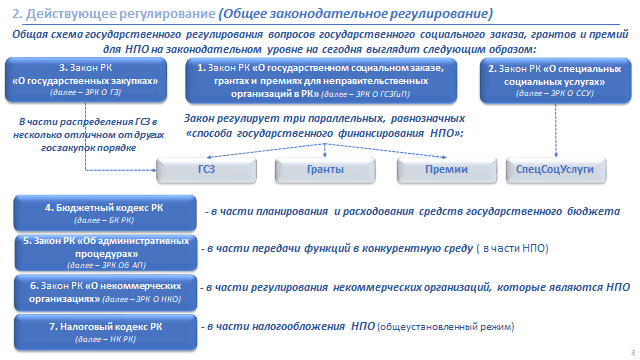 2. Действующее регулирование (Общее законодательное регулирование)
Общая схема государственного регулирования вопросов государственного социального заказа, грантов и премий
для НПО на законодательном уровне на сегодня выглядит следующим образом:
3. Закон РК
«О государственных закупках»
(далее – ЗРК О ГЗ)
1. Закон РК «О государственном социальном заказе,
грантах и премиях для неправительственных
организаций в РК» (далее – ЗРК О ГСЗГиП)
2. Закон РК «О специальных
социальных услугах»
(далее – ЗРК О ССУ)
В части распределения ГСЗ в
несколько отличном от других
госзакупок порядке
Закон регулирует три параллельных, равнозначных
«способа государственного финансирования НПО»:
ГСЗ
Гранты
Премии
СпецСоцУслуги
4. Бюджетный кодекс РК
(далее – БК РК)
- в части планирования и расходования средств государственного бюджета
5. Закон РК «Об административных
процедурах»
(далее – ЗРК Об АП)
- в части передачи функций в конкурентную среду ( в части НПО)
6. Закон РК «О некоммерческих
организациях» (далее – ЗРК О НКО)
- в части регулирования некоммерческих организаций, которые являются НПО
7. Налоговый кодекс РК
(далее – НК РК)
- в части налогообложения НПО (общеустановленный режим)
3